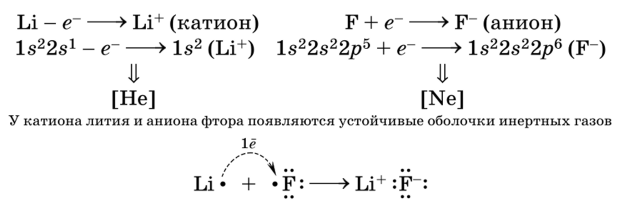 Li – e⁻ ⟶ Li⁺ (катион) F + e⁻ ⟶ F⁻ (анион)
1s²2s¹ – e⁻ ⟶ 1s² (Li⁺) 1s²2s²2p⁵ + e⁻ ⟶ 1s²2s²2p⁶ (F⁻)
⇓ ⇓
[He] [Ne]
У катиона лития и аниона фтора появляются устойчивые оболочки инертных газов
1ē
Li· + ·F̤̈: ⟶ Li⁺ :F̤̈⁻: